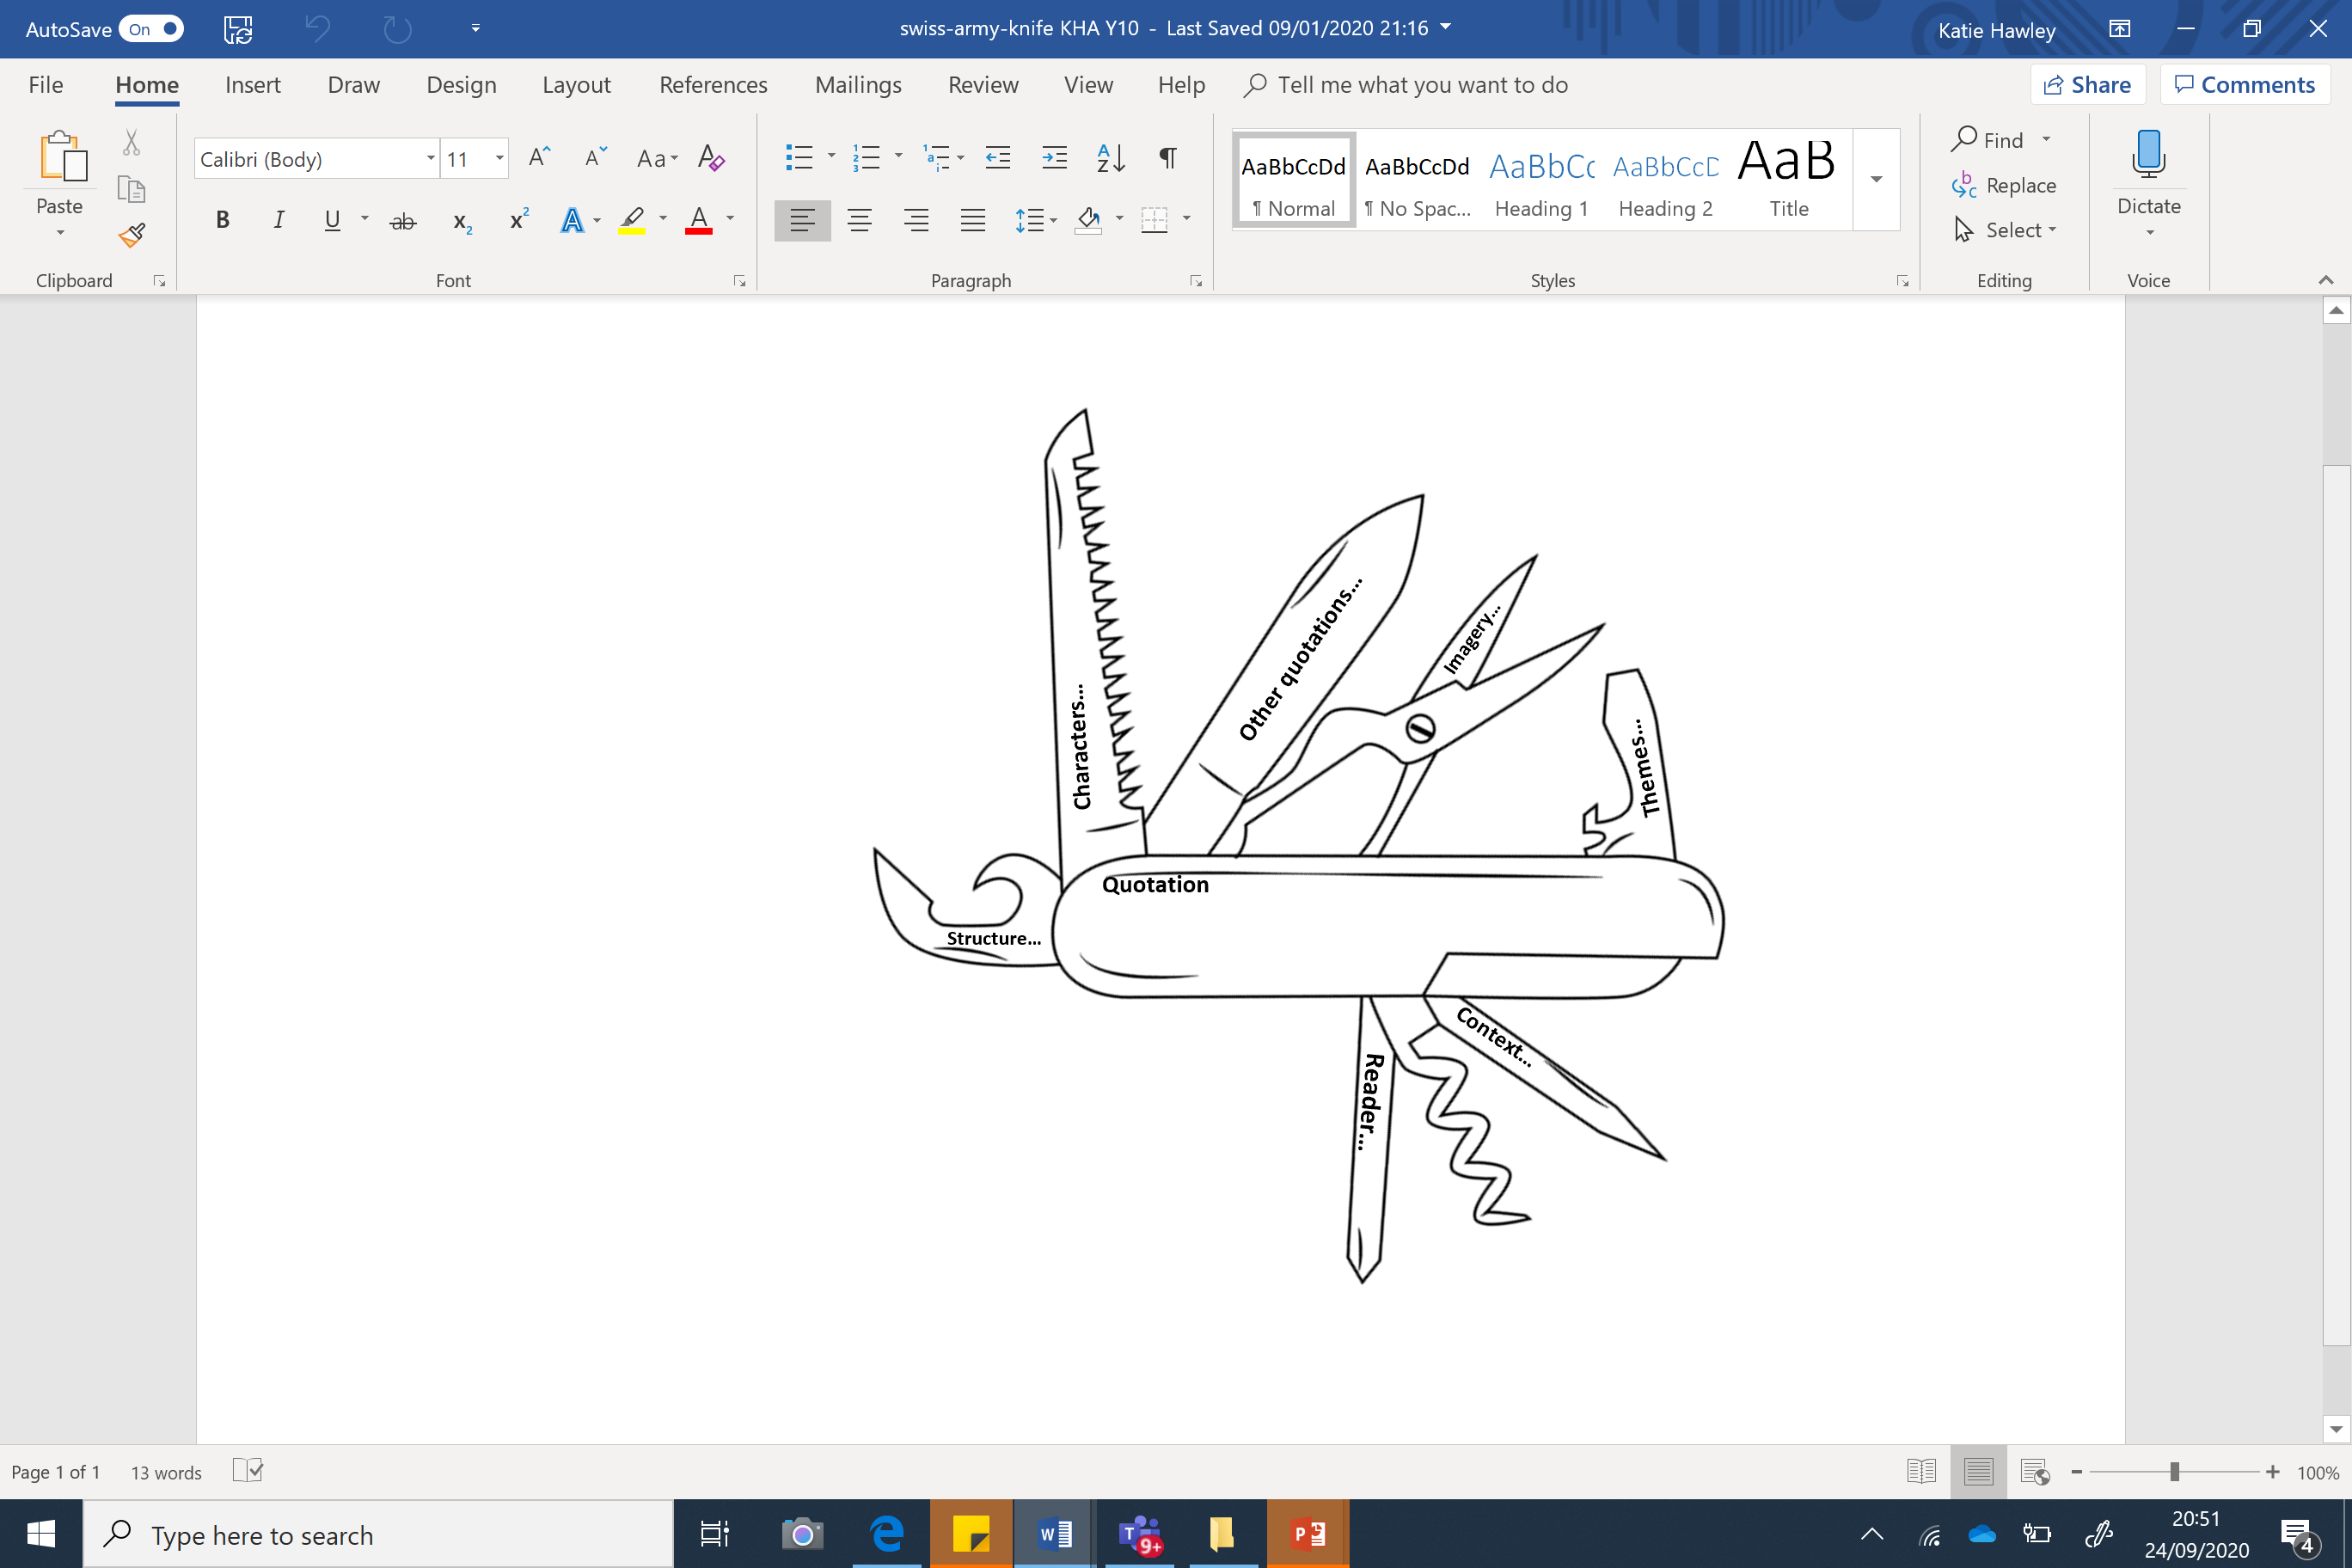 AutoSave On
swiss-army-knife KHA Y10 - Last Saved 09/01/2020 21:16
Katie Hawley
File Home Insert Draw Design Layout References Mailings Review View Help Tell me what you want to do Share Comments
Paste
Clipboard
Calibri (Body) 11
Font
Paragraph
AaBbCcDd AaBbCcDd AaBbCc AaBbCcD AaB
¶ Normal ¶ No Spac... Heading 1 Heading 2 Title
Styles
Find
Replace
Select
Editing
Dictate
Voice
Characters...
Other quotations...
Imagery...
Themes...
Quotation
Structure...
Context...
Reader...
Page 1 of 1 13 words
100%
Type here to search
9+
20:51
24/09/2020
4